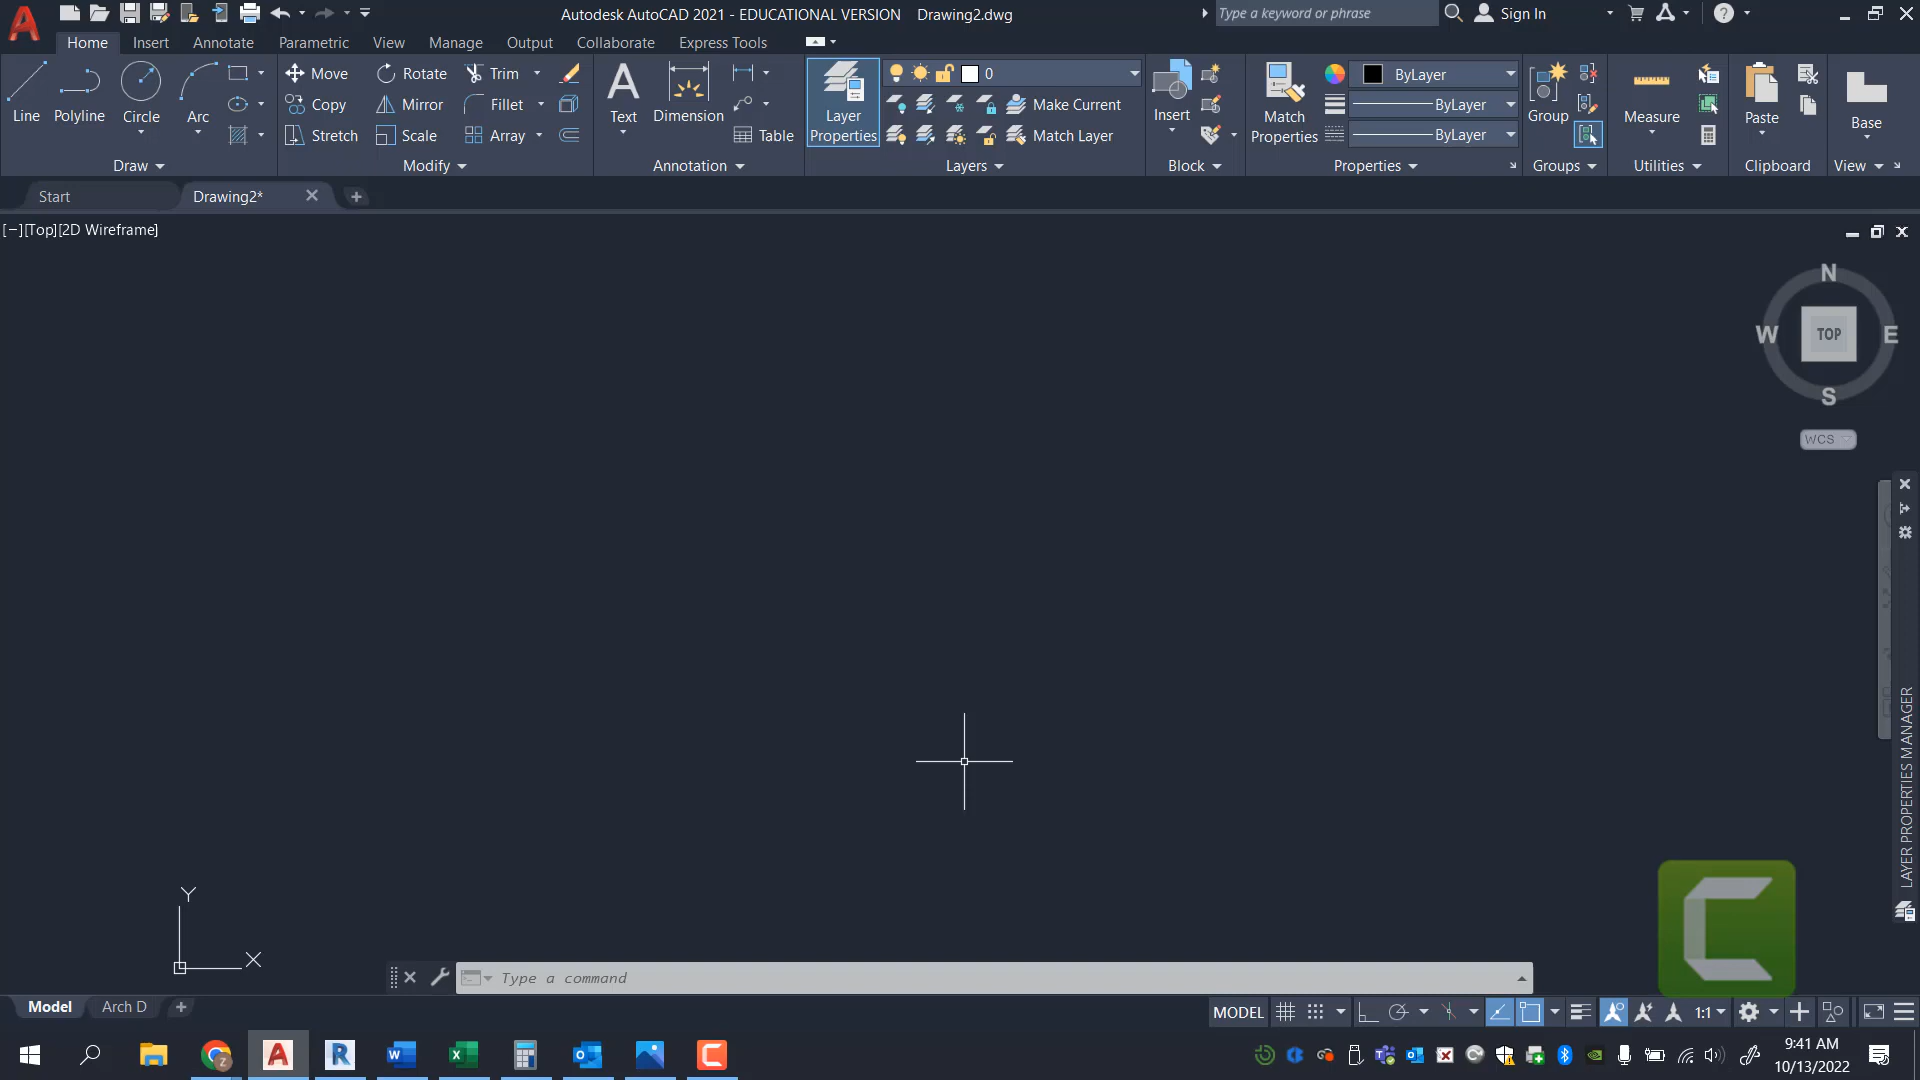 Autodesk AutoCAD 2021 - EDUCATIONAL VERSION Drawing2.dwg
Type a keyword or phrase
Sign In
Home Insert Annotate Parametric View Manage Output Collaborate Express Tools
Line Polyline Circle Arc
Draw
Move Rotate Trim
Copy Mirror Fillet
Stretch Scale Array
Modify
Text Dimension Table
Annotation
Layer Properties
0
Make Current
Match Layer
Layers
Insert
Block
Match Properties
ByLayer
ByLayer
ByLayer
Properties
Group
Groups
Measure
Utilities
Paste
Clipboard
Base
View
Start Drawing2*
[−][Top][2D Wireframe]
N
W TOP E
S
WCS
LAYER PROPERTIES MANAGER
Y
X
Type a command
Model Arch D
MODEL 1:1
9:41 AM
10/13/2022